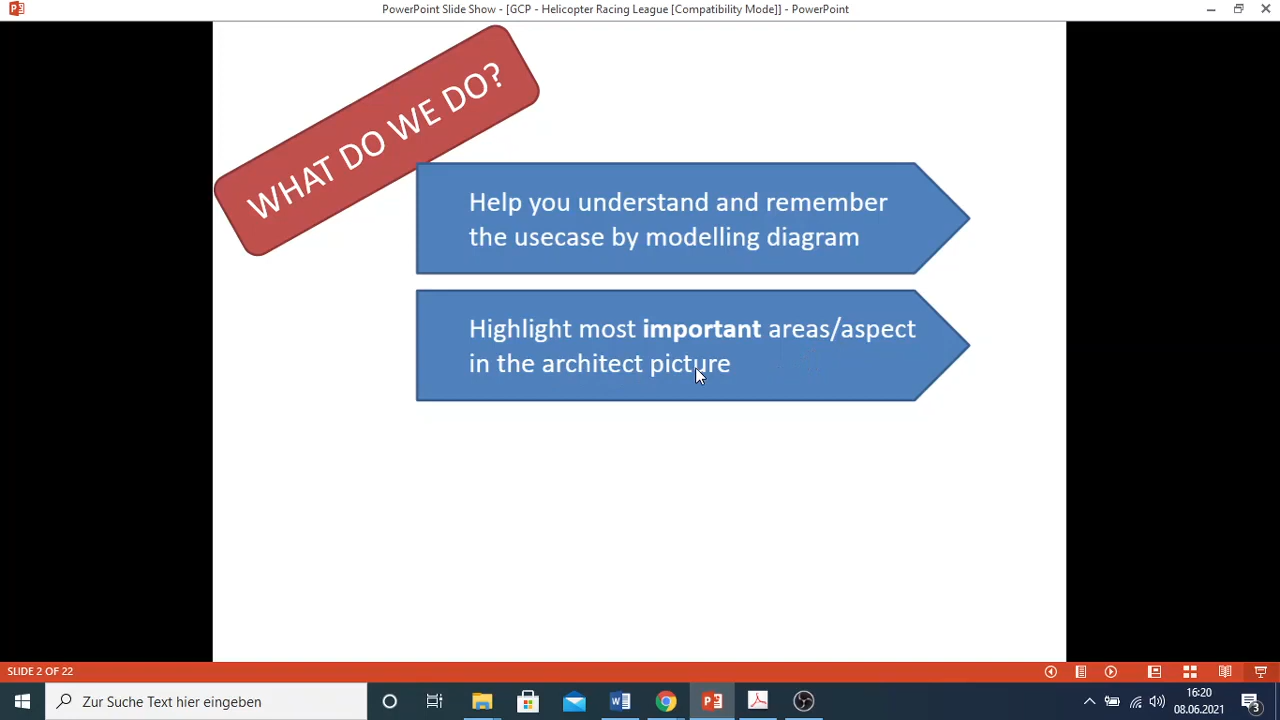 PowerPoint Slide Show - [GCP - Helicopter Racing League [Compatibility Mode]] - PowerPoint
WHAT DO WE DO?
Help you understand and remember
the usecase by modelling diagram
Highlight most important areas/aspect
in the architect picture
SLIDE 2 OF 22
Zur Suche Text hier eingeben
16:20
08.06.2021
3